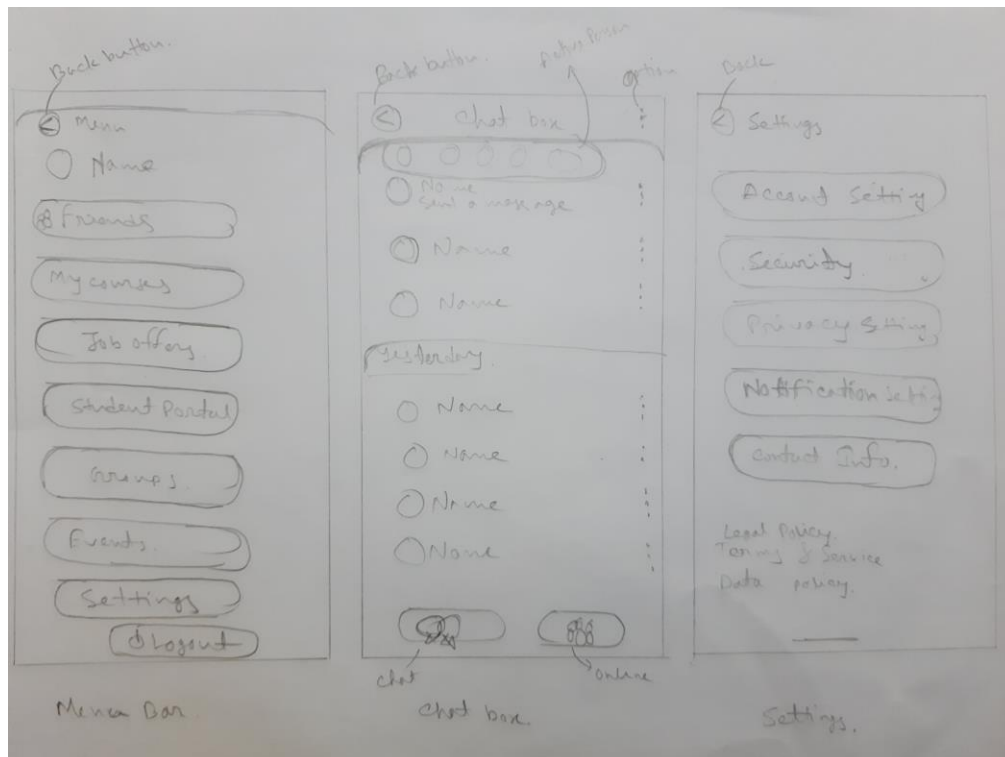 Back button.
Menu
Name
Friends
My courses
Job offers
Student Portal
Groups
Events
Settings
Logout
Menu Bar.
Back button.
option
Chat box
Name
Sent a message
Name
Name
Yesterday
Name
Name
Name
Name
chat
online
Chat box.
Back
Settings
Account Setting
Security
Privacy Setting
Notification Setting
Contact Info.
Legal Policy.
Terms & Service
Data policy.
Settings.